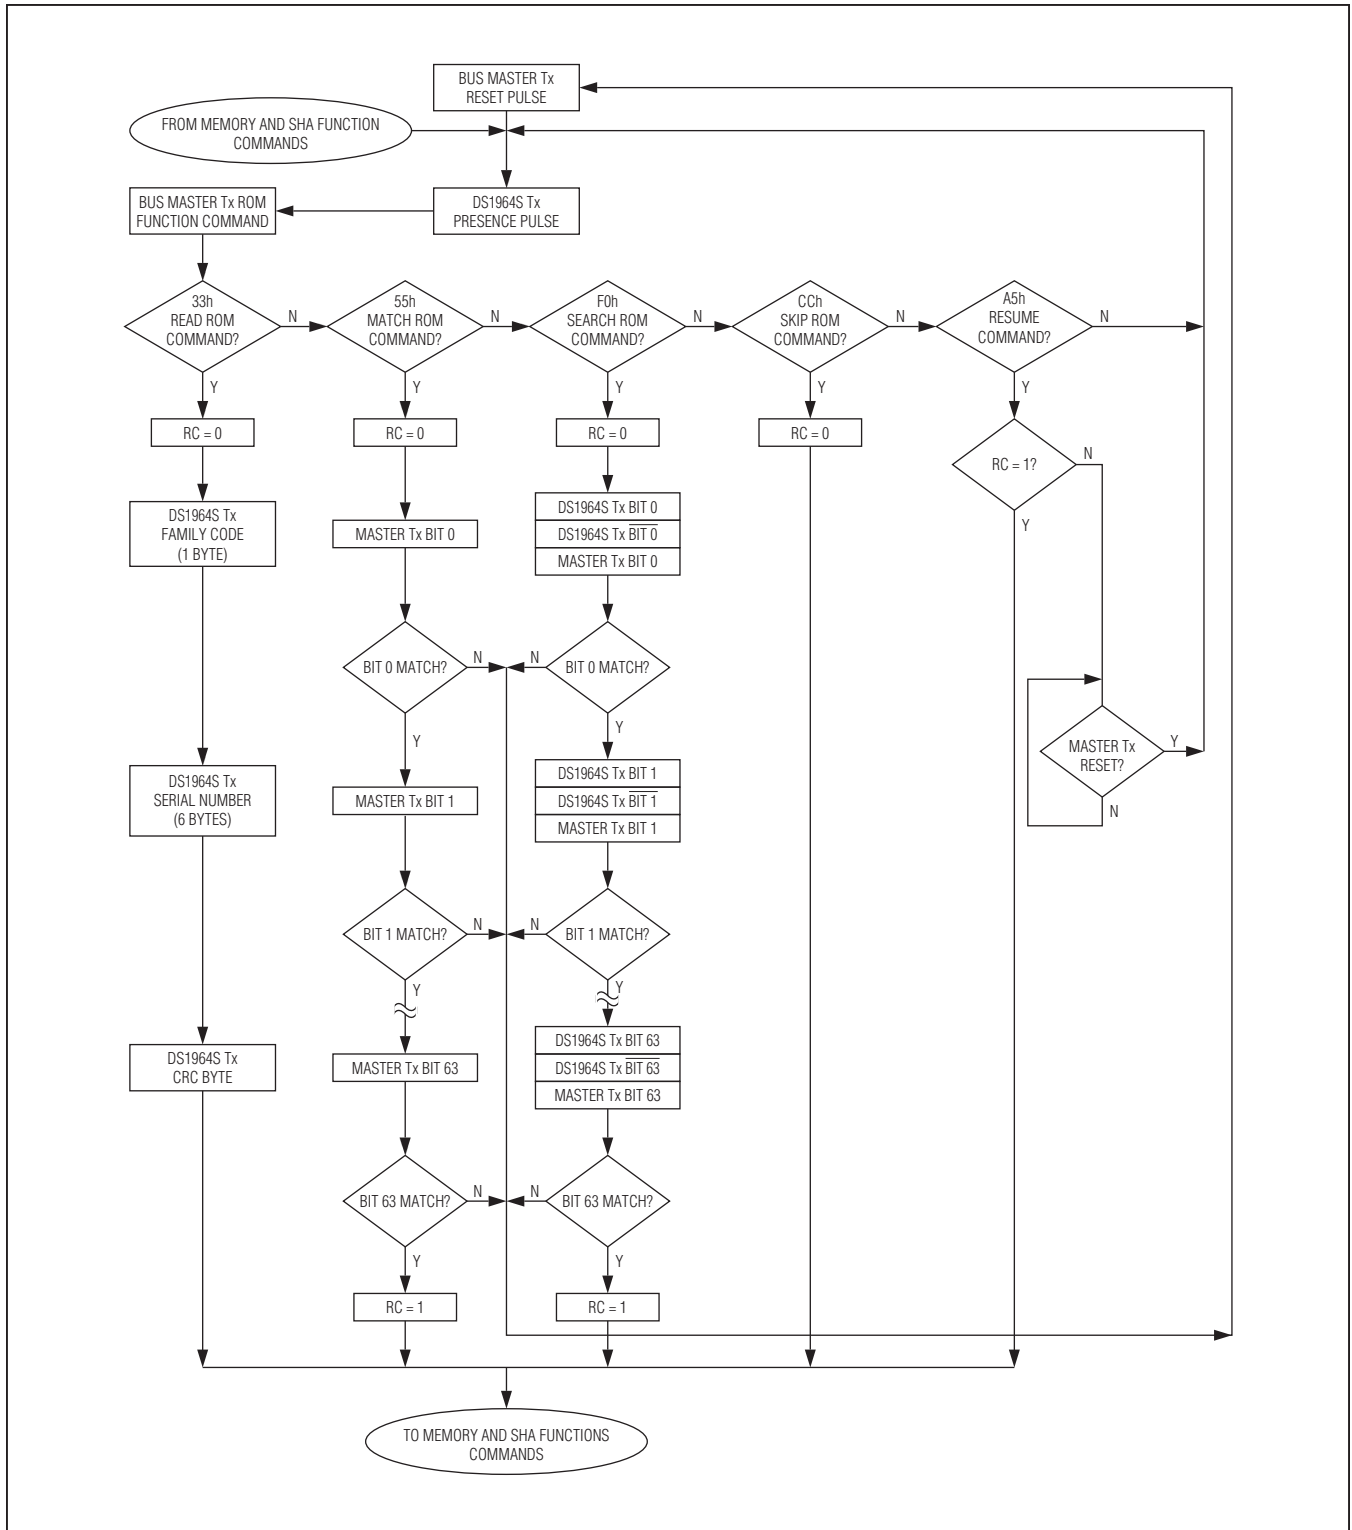 BUS MASTER Tx
RESET PULSE
FROM MEMORY AND SHA FUNCTION
COMMANDS
BUS MASTER Tx ROM
FUNCTION COMMAND
DS1964S Tx
PRESENCE PULSE
33h
READ ROM
COMMAND?
N
55h
MATCH ROM
COMMAND?
N
F0h
SEARCH ROM
COMMAND?
N
CCh
SKIP ROM
COMMAND?
N
A5h
RESUME
COMMAND?
N
Y
Y
Y
Y
Y
RC = 0
RC = 0
RC = 0
RC = 0
RC = 1?
N
Y
DS1964S Tx
FAMILY CODE
(1 BYTE)
MASTER Tx BIT 0
DS1964S Tx BIT 0
DS1964S Tx BIT 0
MASTER Tx BIT 0
BIT 0 MATCH?
N
N
BIT 0 MATCH?
Y
Y
MASTER Tx
RESET?
Y
N
DS1964S Tx
SERIAL NUMBER
(6 BYTES)
MASTER Tx BIT 1
DS1964S Tx BIT 1
DS1964S Tx BIT 1
MASTER Tx BIT 1
BIT 1 MATCH?
N
N
BIT 1 MATCH?
Y
Y
DS1964S Tx
CRC BYTE
MASTER Tx BIT 63
DS1964S Tx BIT 63
DS1964S Tx BIT 63
MASTER Tx BIT 63
BIT 63 MATCH?
N
N
BIT 63 MATCH?
Y
Y
RC = 1
RC = 1
TO MEMORY AND SHA FUNCTIONS
COMMANDS